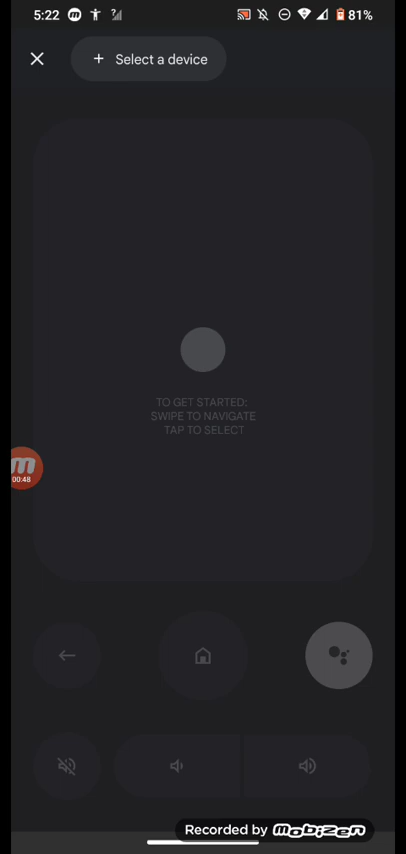 5:22
81%
+ Select a device
TO GET STARTED:
SWIPE TO NAVIGATE
TAP TO SELECT
00:48
Recorded by mobizen